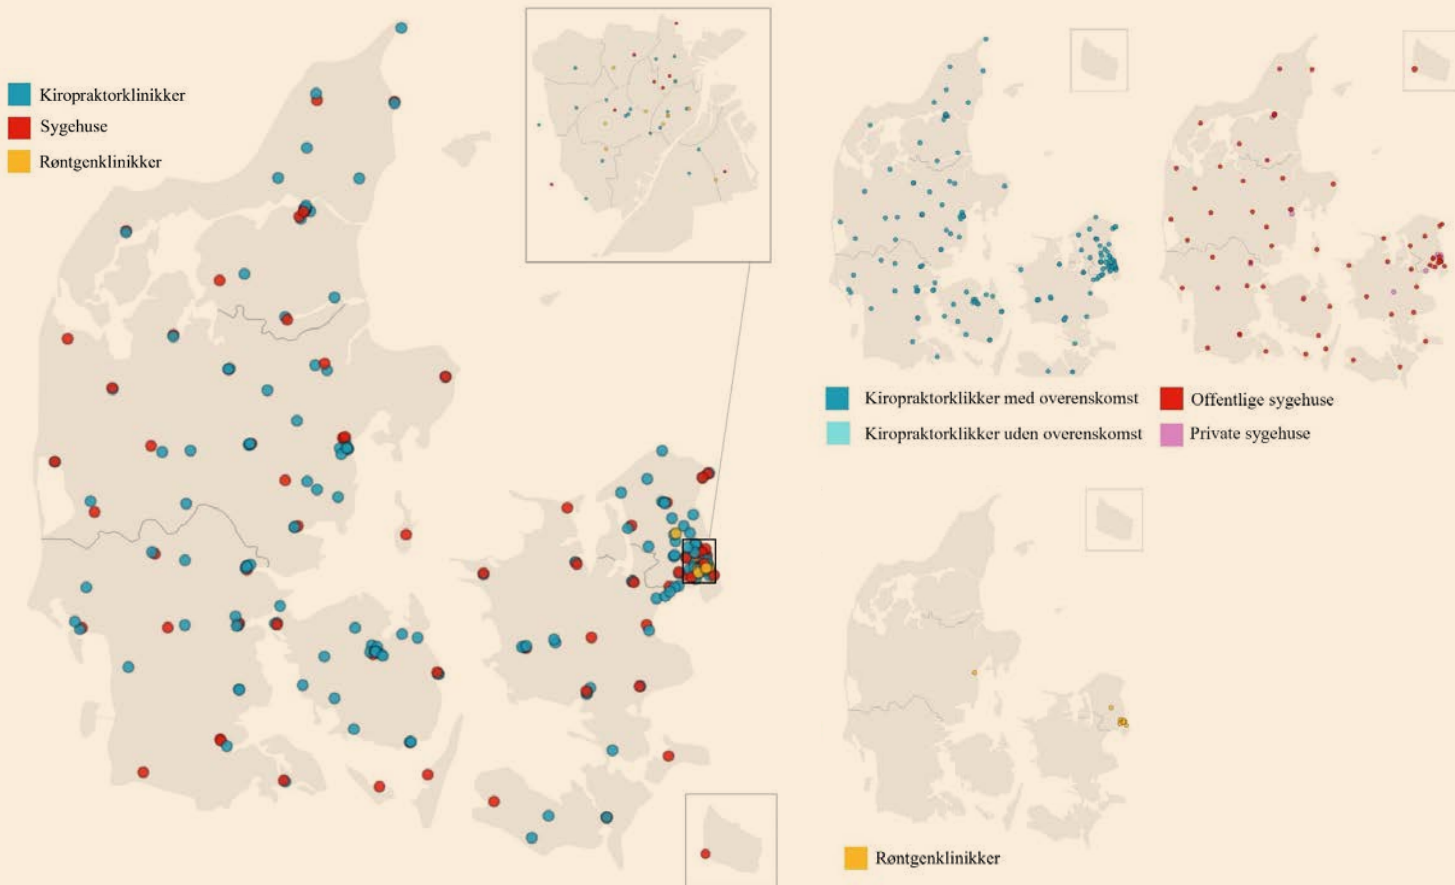 Kiropraktorklinikker
Sygehuse
Røntgenklinikker
Kiropraktorklikker med overenskomst
Kiropraktorklikker uden overenskomst
Offentlige sygehuse
Private sygehuse
Røntgenklinikker